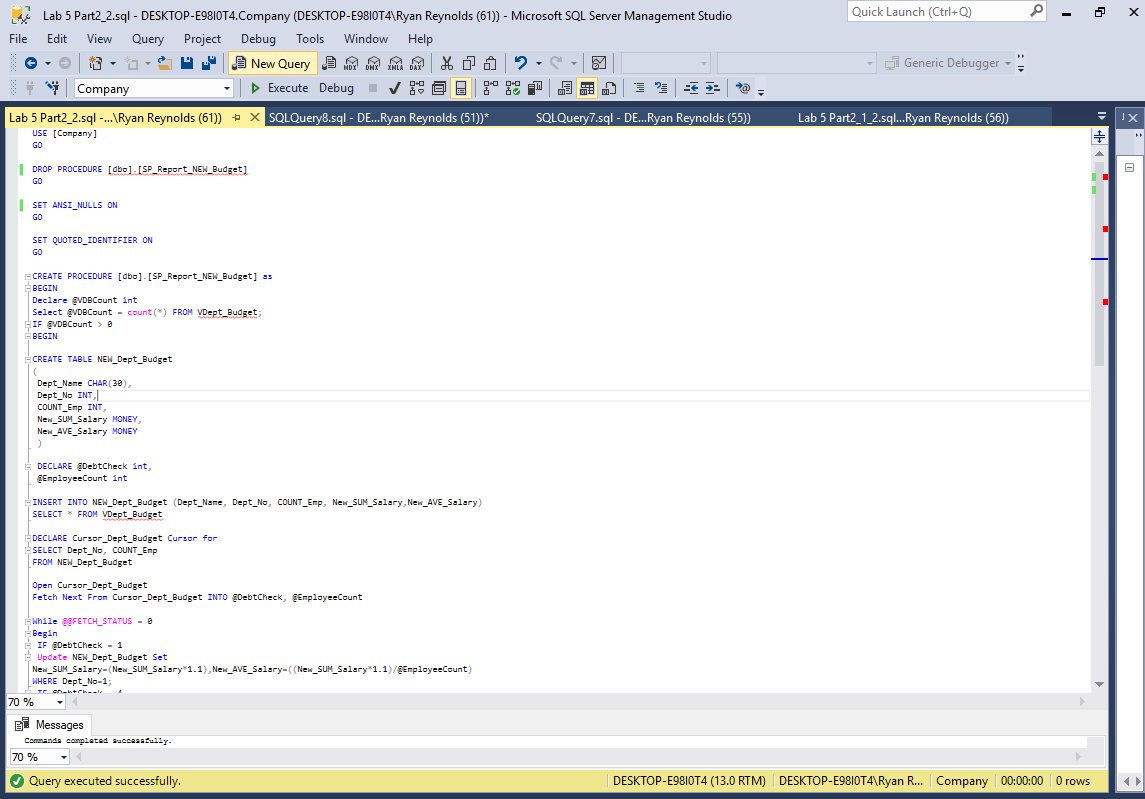 Lab 5 Part2_2.sql - DESKTOP-E98I0T4.Company (DESKTOP-E98I0T4\Ryan Reynolds (61)) - Microsoft SQL Server Management Studio
Quick Launch (Ctrl+Q)
File Edit View Query Project Debug Tools Window Help
New Query MDX DMX XMLA DAX Generic Debugger
Company Execute Debug
Lab 5 Part2_2.sql -...\Ryan Reynolds (61)) SQLQuery8.sql - DE...Ryan Reynolds (51))* SQLQuery7.sql - DE...Ryan Reynolds (55)) Lab 5 Part2_1_2.sql...Ryan Reynolds (56))
USE [Company]
GO
DROP PROCEDURE [dbo].[SP_Report_NEW_Budget]
GO
SET ANSI_NULLS ON
GO
SET QUOTED_IDENTIFIER ON
GO
CREATE PROCEDURE [dbo].[SP_Report_NEW_Budget] as
BEGIN
Declare @VDBCount int
Select @VDBCount = count(*) FROM VDept_Budget;
IF @VDBCount > 0
BEGIN
CREATE TABLE NEW_Dept_Budget
(
Dept_Name CHAR(30),
Dept_No INT,
COUNT_Emp INT,
New_SUM_Salary MONEY,
New_AVE_Salary MONEY
)
DECLARE @DebtCheck int,
@EmployeeCount int
INSERT INTO NEW_Dept_Budget (Dept_Name, Dept_No, COUNT_Emp, New_SUM_Salary,New_AVE_Salary)
SELECT * FROM VDept_Budget
DECLARE Cursor_Dept_Budget Cursor for
SELECT Dept_No, COUNT_Emp
FROM NEW_Dept_Budget
Open Cursor_Dept_Budget
Fetch Next From Cursor_Dept_Budget INTO @DebtCheck, @EmployeeCount
While @@FETCH_STATUS = 0
Begin
IF @DebtCheck = 1
Update NEW_Dept_Budget Set
New_SUM_Salary=(New_SUM_Salary*1.1),New_AVE_Salary=((New_SUM_Salary*1.1)/@EmployeeCount)
WHERE Dept_No=1;
IF @DebtCheck = 4
70 %
Messages
Commands completed successfully.
70 %
Query executed successfully. DESKTOP-E98I0T4 (13.0 RTM) DESKTOP-E98I0T4\Ryan R... Company 00:00:00 0 rows